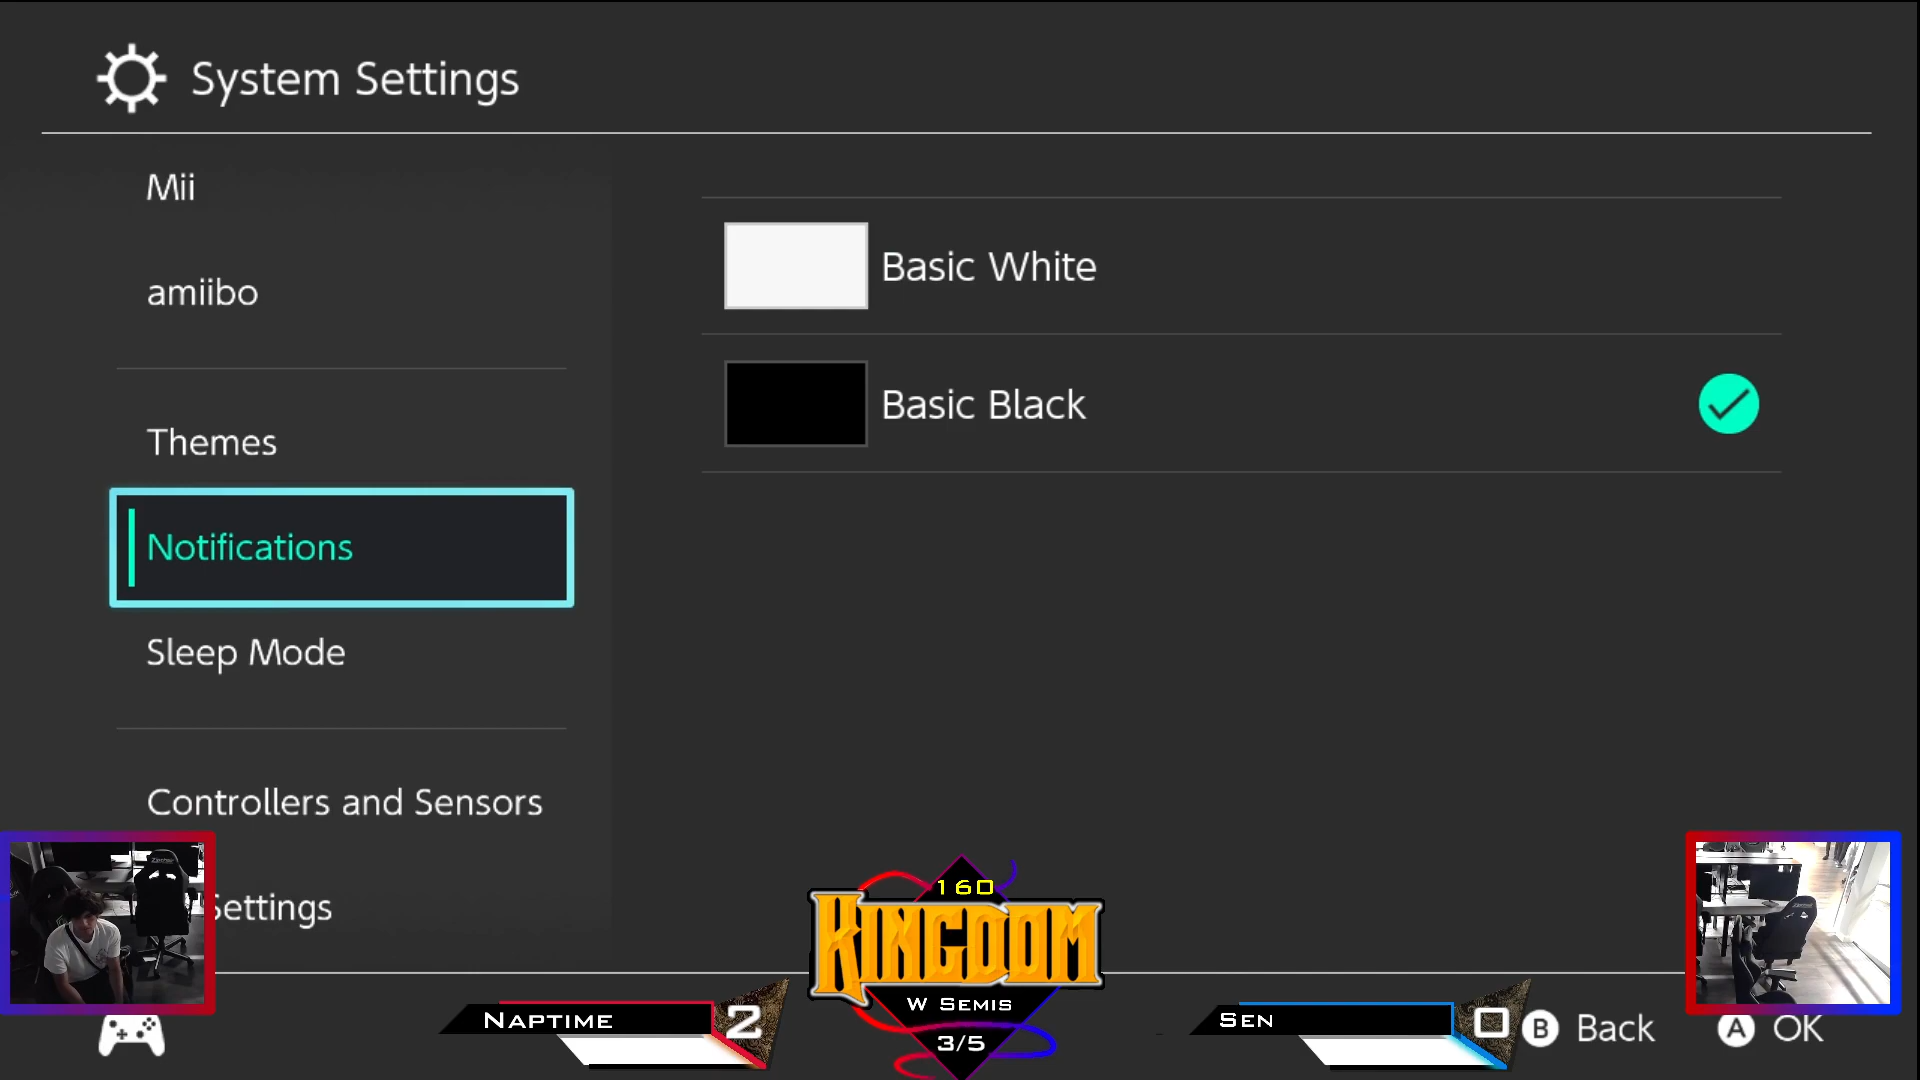 System Settings
Mii
amiibo
Themes
Notifications
Sleep Mode
Controllers and Sensors
Settings
Basic White
Basic Black
160
KINGDOM
W SEMIS
3/5
NAPTIME
2
SEN
0
B Back
A OK